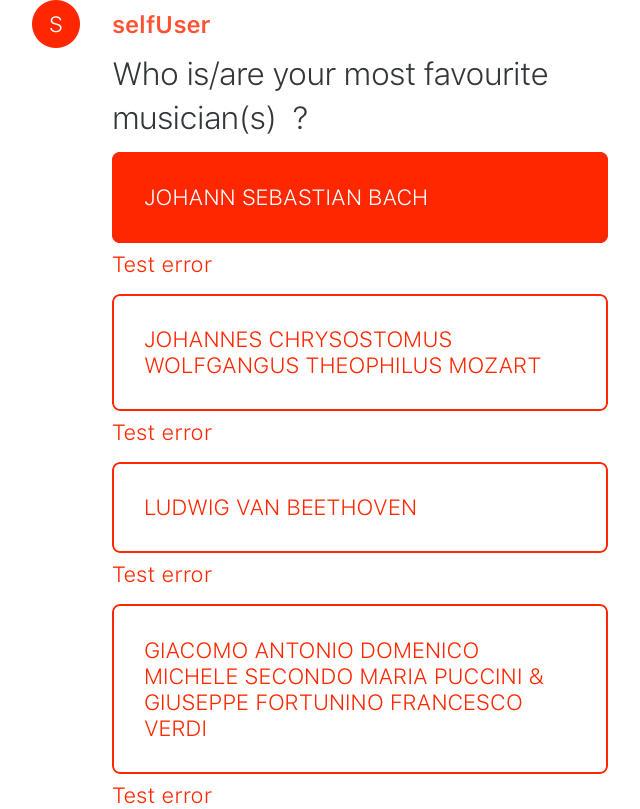 S
selfUser
Who is/are your most favourite
musician(s)  ?
JOHANN SEBASTIAN BACH
Test error
JOHANNES CHRYSOSTOMUS
WOLFGANGUS THEOPHILUS MOZART
Test error
LUDWIG VAN BEETHOVEN
Test error
GIACOMO ANTONIO DOMENICO
MICHELE SECONDO MARIA PUCCINI &
GIUSEPPE FORTUNINO FRANCESCO
VERDI
Test error